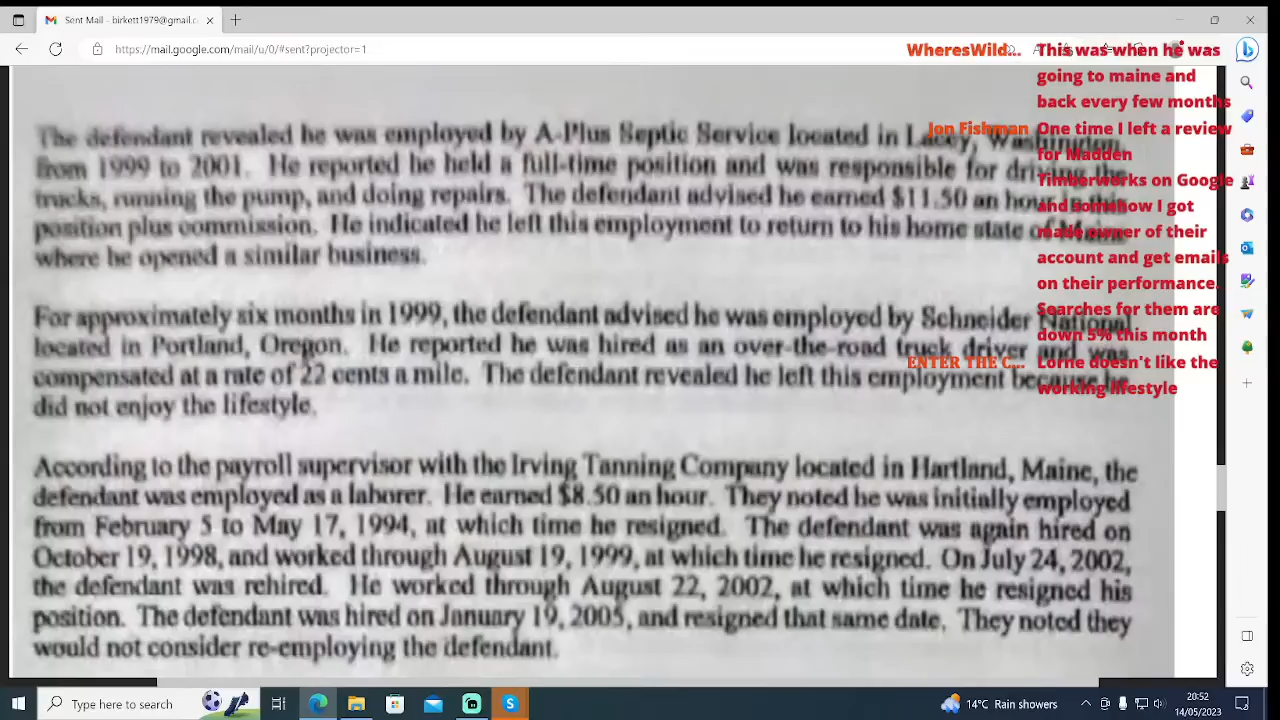 Sent Mail - birkett1979@gmail.c
https://mail.google.com/mail/u/0/#sent?projector=1
The defendant revealed he was employed by A-Plus Septic Service located in Lacey, Washington
from 1999 to 2001. He reported he held a full-time position and was responsible for driving the
trucks, running the pump, and doing repairs. The defendant advised he earned $11.50 an hour
position plus commission. He indicated he left this employment to return to his home state
where he opened a similar business.
For approximately six months in 1999, the defendant advised he was employed by Schneider National
located in Portland, Oregon. He reported he was hired as an over-the-road truck driver and was
compensated at a rate of 22 cents a mile. The defendant revealed he left this employment because he
did not enjoy the lifestyle.
According to the payroll supervisor with the Irving Tanning Company located in Hartland, Maine, the
defendant was employed as a laborer. He earned $8.50 an hour. They noted he was initially employed
from February 5 to May 17, 1994, at which time he resigned. The defendant was again hired on
October 19, 1998, and worked through August 19, 1999, at which time he resigned. On July 24, 2002,
the defendant was rehired. He worked through August 22, 2002, at which time he resigned his
position. The defendant was hired on January 19, 2005, and resigned that same date. They noted they
would not consider re-employing the defendant.
WheresWild...
This was when he was
going to maine and
back every few months
Jon Fishman
One time I left a review
for Madden
Timberworks on Google
and somehow I got
made owner of their
account and get emails
on their performance.
Searches for them are
down 5% this month
ENTER THE C...
Lorne doesn't like the
working lifestyle
Type here to search
14°C Rain showers
20:52
14/05/2023